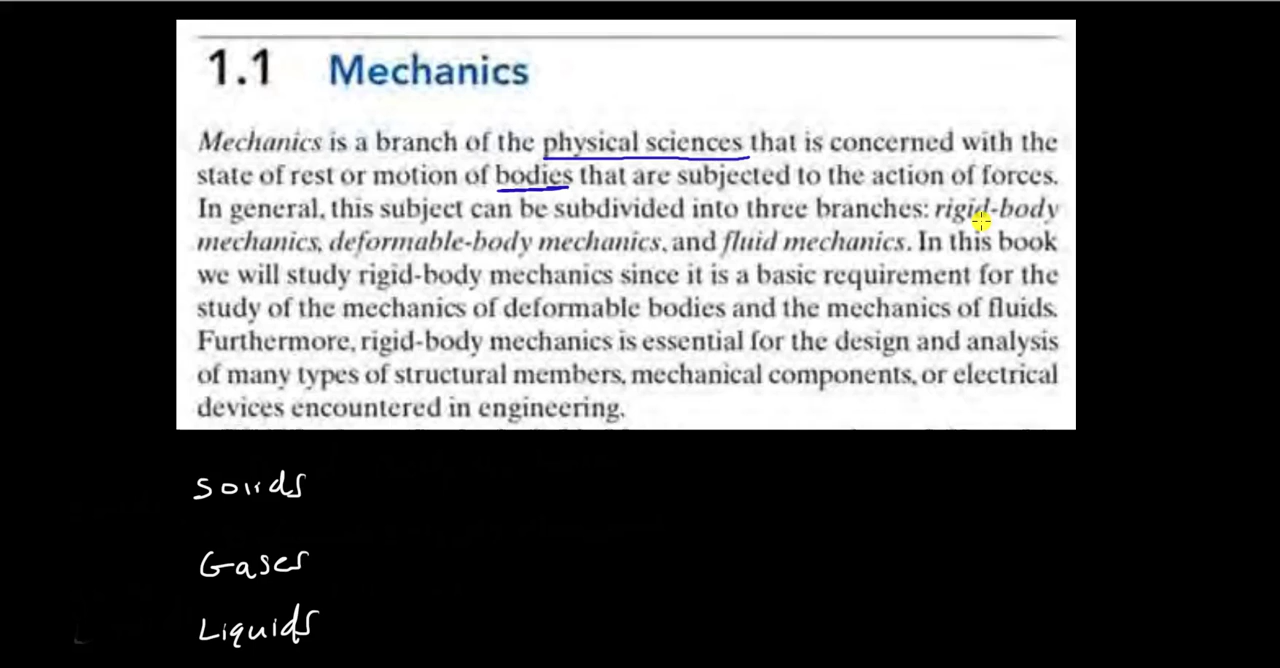 1.1 Mechanics
Mechanics is a branch of the physical sciences that is concerned with the
state of rest or motion of bodies that are subjected to the action of forces.
In general, this subject can be subdivided into three branches: rigid-body
mechanics, deformable-body mechanics, and fluid mechanics. In this book
we will study rigid-body mechanics since it is a basic requirement for the
study of the mechanics of deformable bodies and the mechanics of fluids.
Furthermore, rigid-body mechanics is essential for the design and analysis
of many types of structural members, mechanical components, or electrical
devices encountered in engineering.
Solids
Gases
Liquids